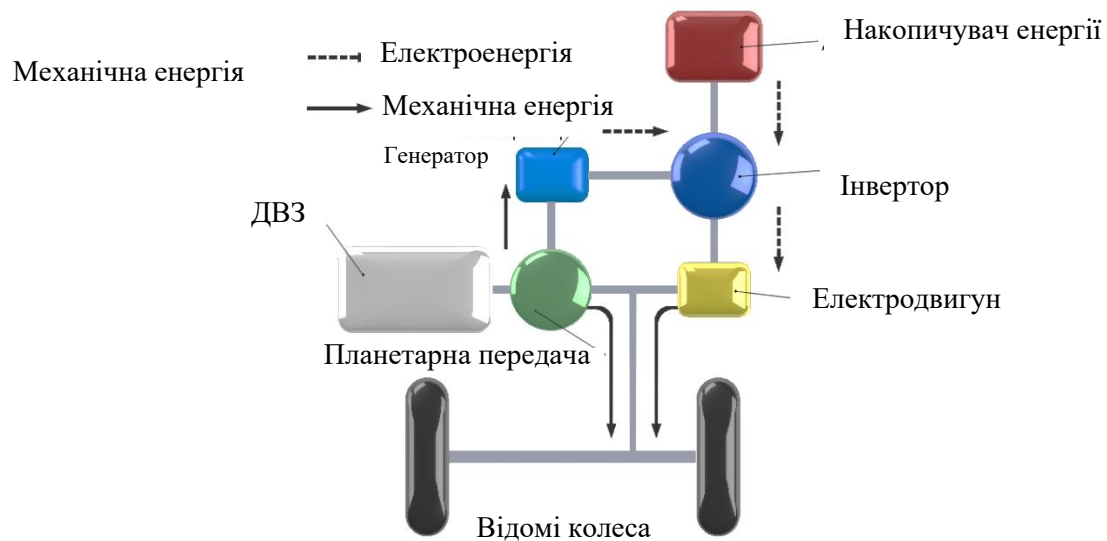 Накопичувач енергії
Електроенергія
Механічна енергія
Механічна енергія
Генератор
Інвертор
ДВЗ
Електродвигун
Планетарна передача
Відомі колеса